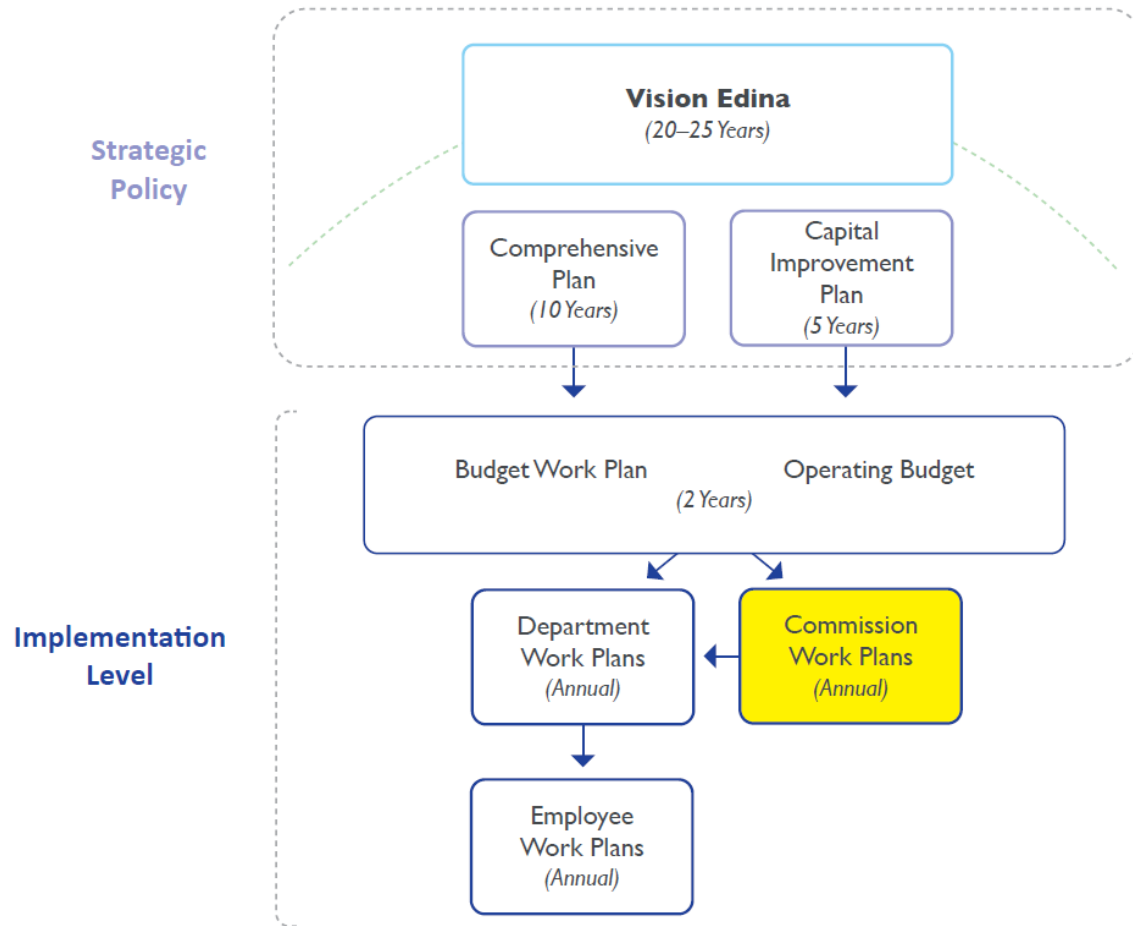 Vision Edina
(20–25 Years)
Strategic
Policy
Comprehensive
Plan
(10 Years)
Capital
Improvement
Plan
(5 Years)
Budget Work Plan
Operating Budget
(2 Years)
Implementation
Level
Department
Work Plans
(Annual)
Commission
Work Plans
(Annual)
Employee
Work Plans
(Annual)